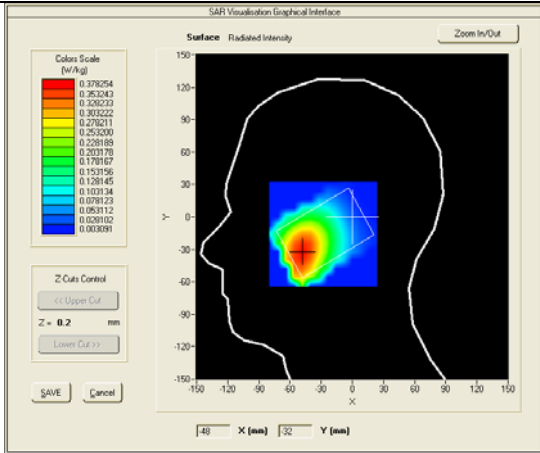 SAR Visualisation Graphical Interface
Surface Radiated Intensity
Zoom In/Out
Colors Scale
(W/kg)
0.378254
0.353243
0.328233
0.303222
0.278211
0.253200
0.228189
0.203178
0.178167
0.153156
0.128145
0.103134
0.078123
0.053112
0.028102
0.003091
Z Cuts Control
<< Upper Cut
Z = 0.2 mm
Lower Cut >>
SAVE Cancel
150
120
90
60
30
0
-30
-60
-90
-120
-150
Y
-150 -120 -90 -60 -30 0 30 60 90 120 150
X
-48 X (mm) -32 Y (mm)